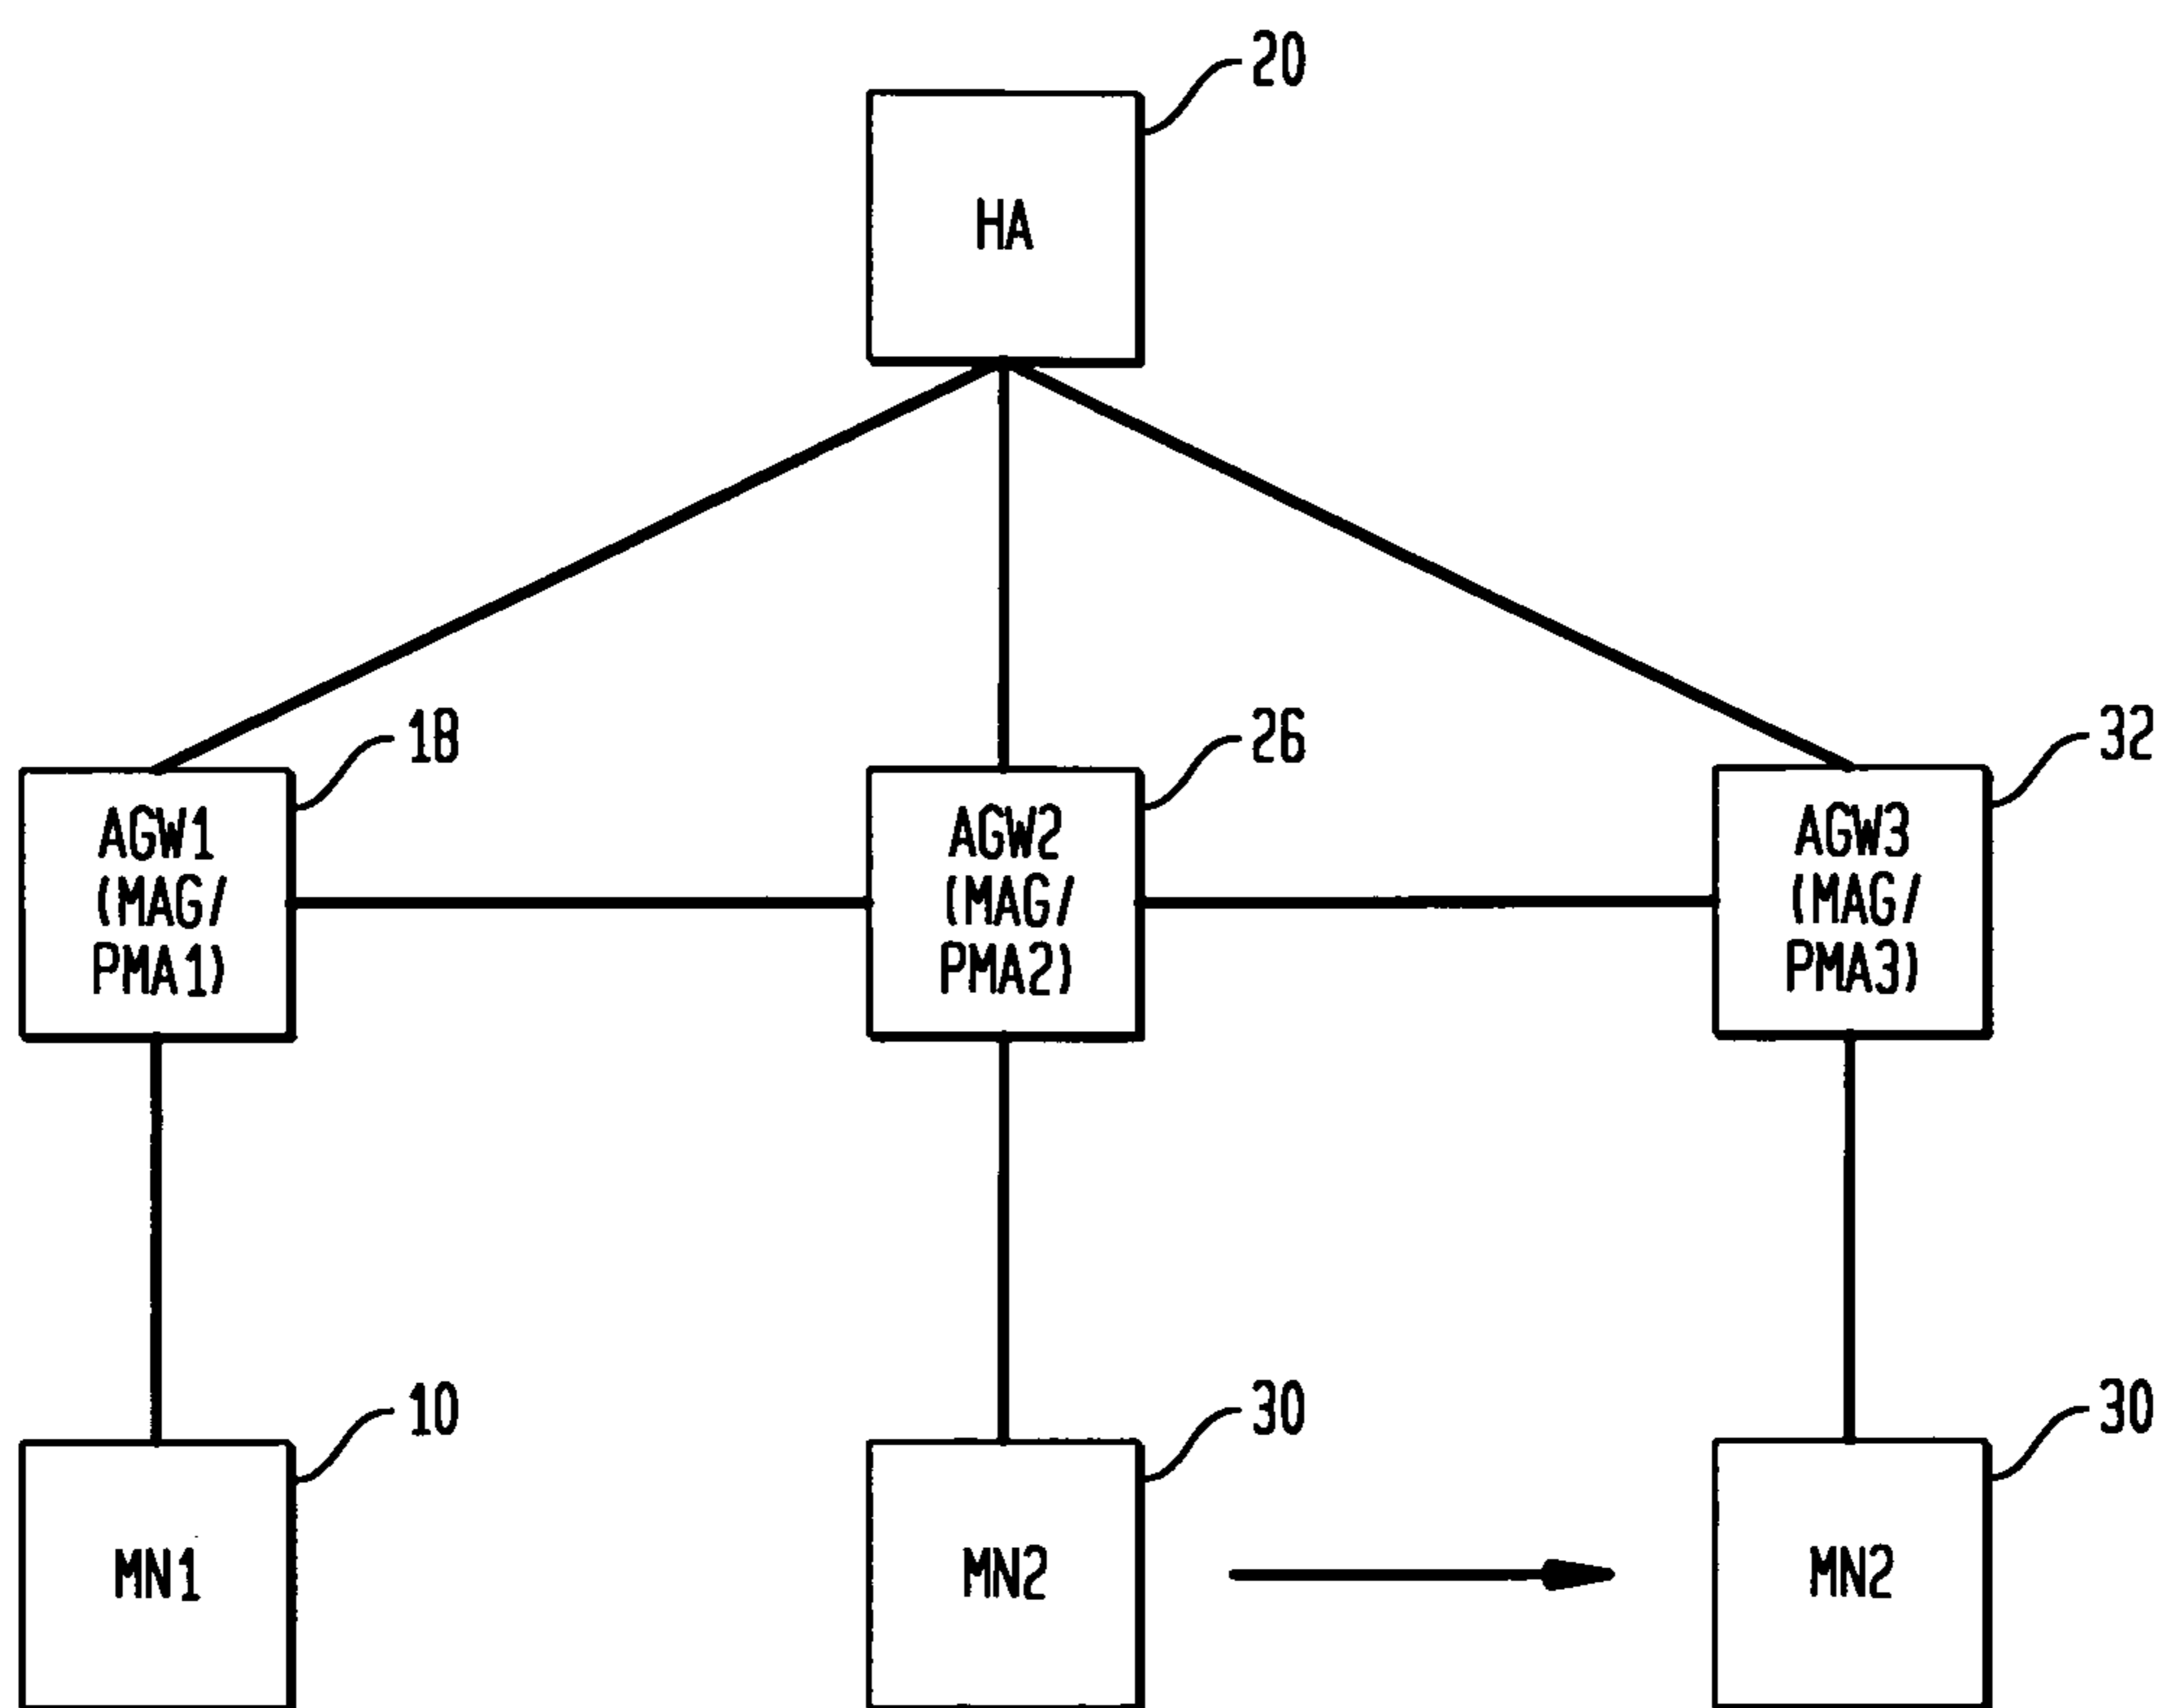 20
HA
18
26
32
AGW1
(MAG/
PMA1)
AGW2
(MAG/
PMA2)
AGW3
(MAG/
PMA3)
10
30
30
MN1
MN2
MN2